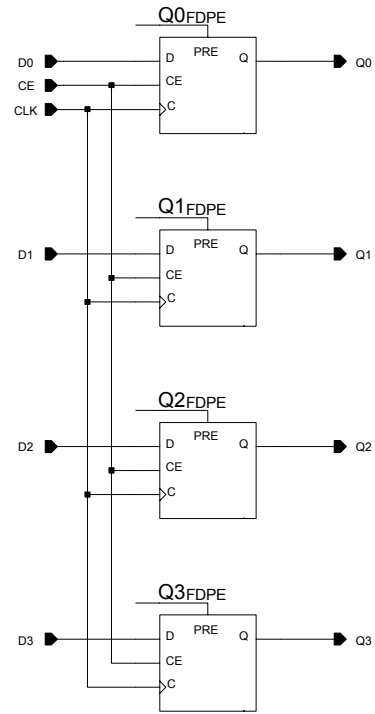 Q0FDPE
D0 D PRE Q Q0
CE CE
CLK C
Q1FDPE
D1 D PRE Q Q1
CE
C
Q2FDPE
D2 D PRE Q Q2
CE
C
Q3FDPE
D3 D PRE Q Q3
CE
C